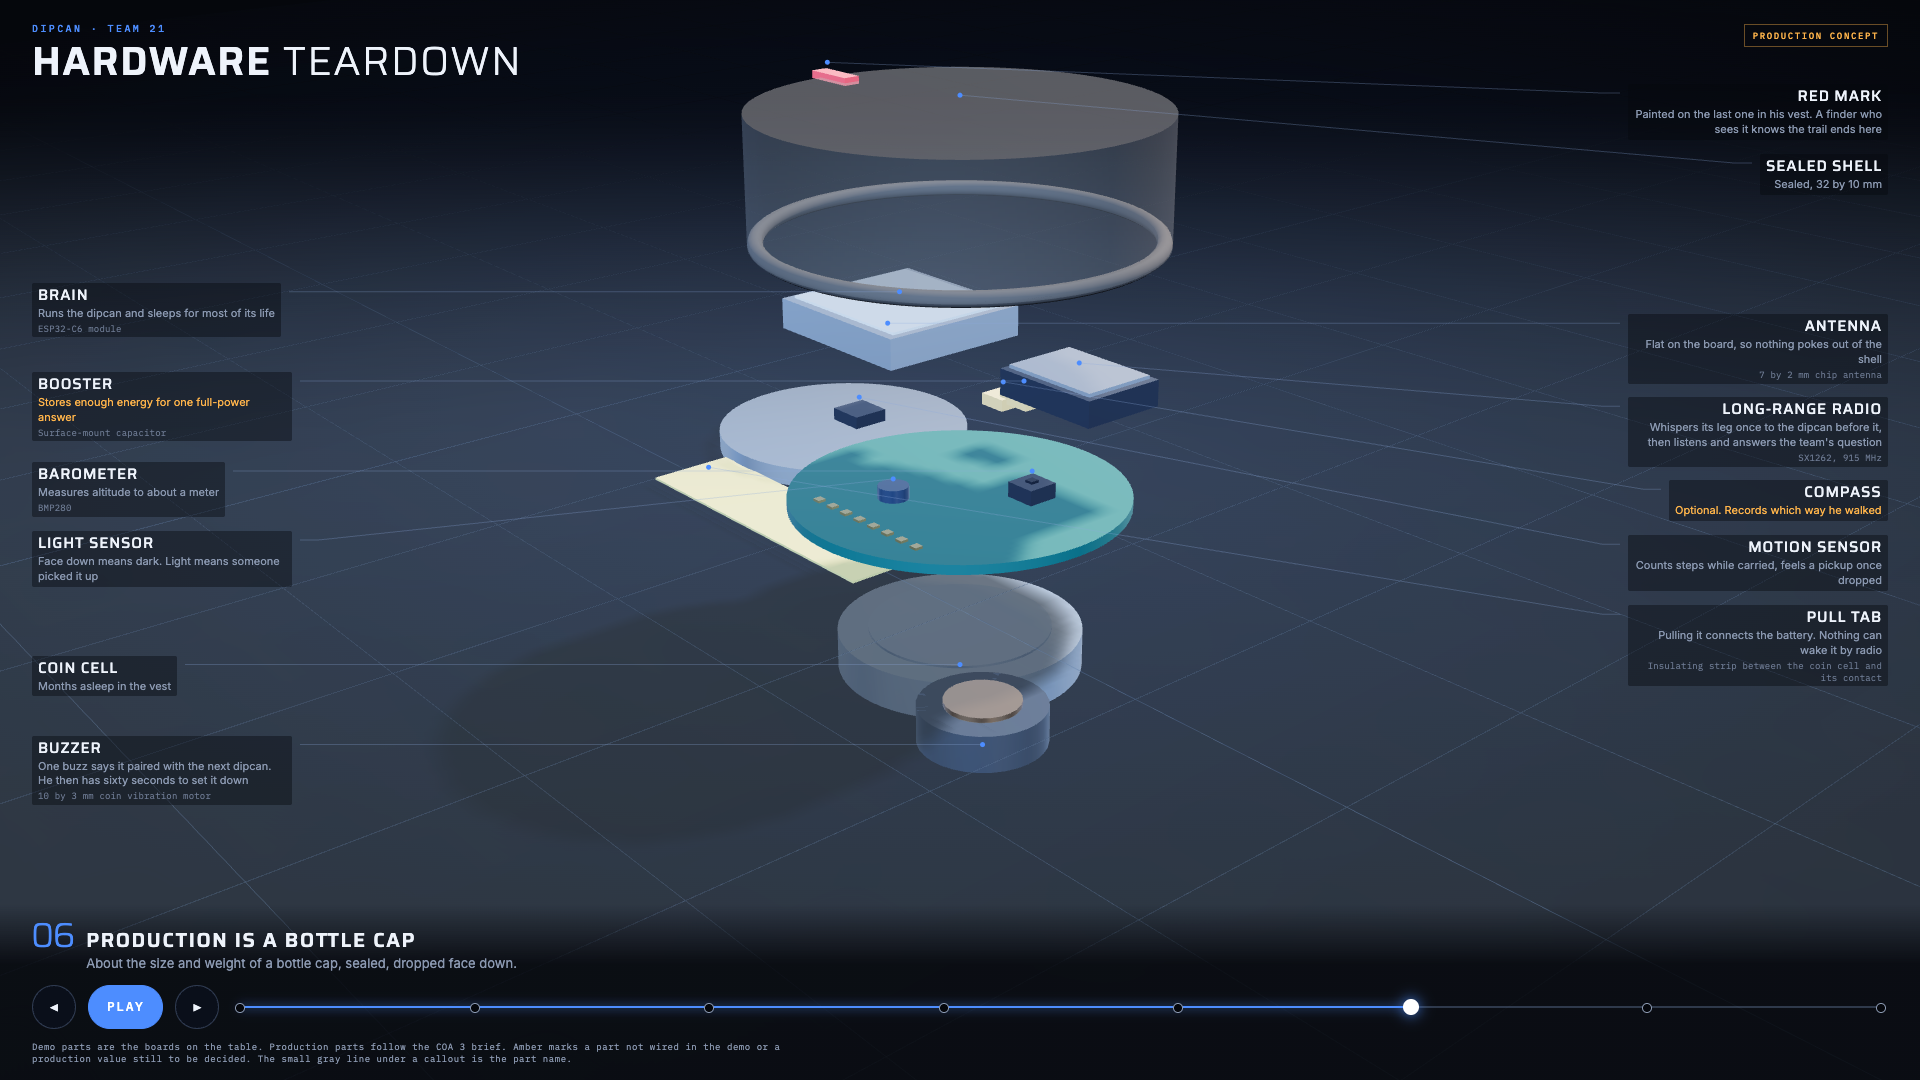 DIPCAN · TEAM 21
HARDWARE TEARDOWN
PRODUCTION CONCEPT
RED MARK
Painted on the last one in his vest. A finder who
sees it knows the trail ends here
SEALED SHELL
Sealed, 32 by 10 mm
BRAIN
Runs the dipcan and sleeps for most of its life
ESP32-C6 module
BOOSTER
Stores enough energy for one full-power
answer
Surface-mount capacitor
BAROMETER
Measures altitude to about a meter
BMP280
LIGHT SENSOR
Face down means dark. Light means someone
picked it up
COIN CELL
Months asleep in the vest
BUZZER
One buzz says it paired with the next dipcan.
He then has sixty seconds to set it down
10 by 3 mm coin vibration motor
ANTENNA
Flat on the board, so nothing pokes out of the
shell
7 by 2 mm chip antenna
LONG-RANGE RADIO
Whispers its leg once to the dipcan before it,
then listens and answers the team's question
SX1262, 915 MHz
COMPASS
Optional. Records which way he walked
MOTION SENSOR
Counts steps while carried, feels a pickup once
dropped
PULL TAB
Pulling it connects the battery. Nothing can
wake it by radio
Insulating strip between the coin cell and
its contact
06 PRODUCTION IS A BOTTLE CAP
About the size and weight of a bottle cap, sealed, dropped face down.
PLAY
Demo parts are the boards on the table. Production parts follow the COA 3 brief. Amber marks a part not wired in the demo or a
production value still to be decided. The small gray line under a callout is the part name.